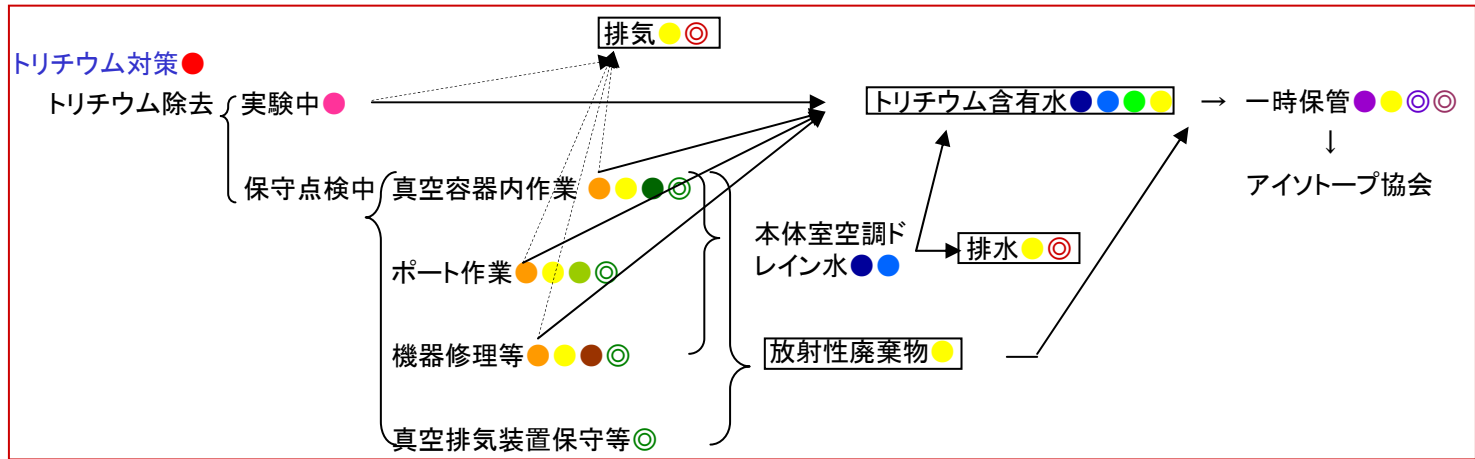 排気●◎
トリチウム対策●
トリチウム除去
実験中●
トリチウム含有水●●●● → 一時保管●●◎◎
↓
保守点検中
真空容器内作業 ●●●◎
アイソトープ協会
本体室空調ド
レイン水●●
排水●◎
ポート作業●●●◎
機器修理等●●●◎
放射性廃棄物●
真空排気装置保守等◎